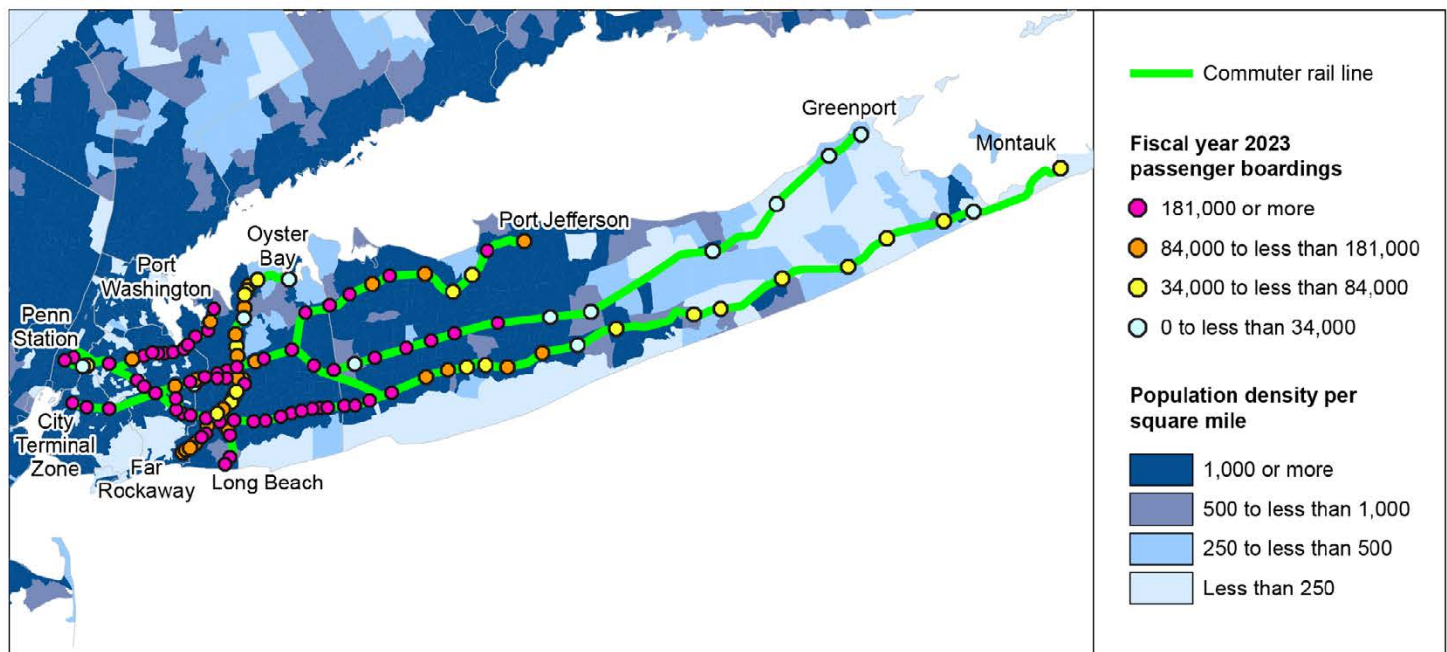 Greenport
Montauk
Port Jefferson
Oyster
Bay
Port
Washington
Penn
Station
City
Terminal
Zone
Far
Rockaway
Long Beach
Commuter rail line
Fiscal year 2023
passenger boardings
181,000 or more
84,000 to less than 181,000
34,000 to less than 84,000
0 to less than 34,000
Population density per
square mile
1,000 or more
500 to less than 1,000
250 to less than 500
Less than 250